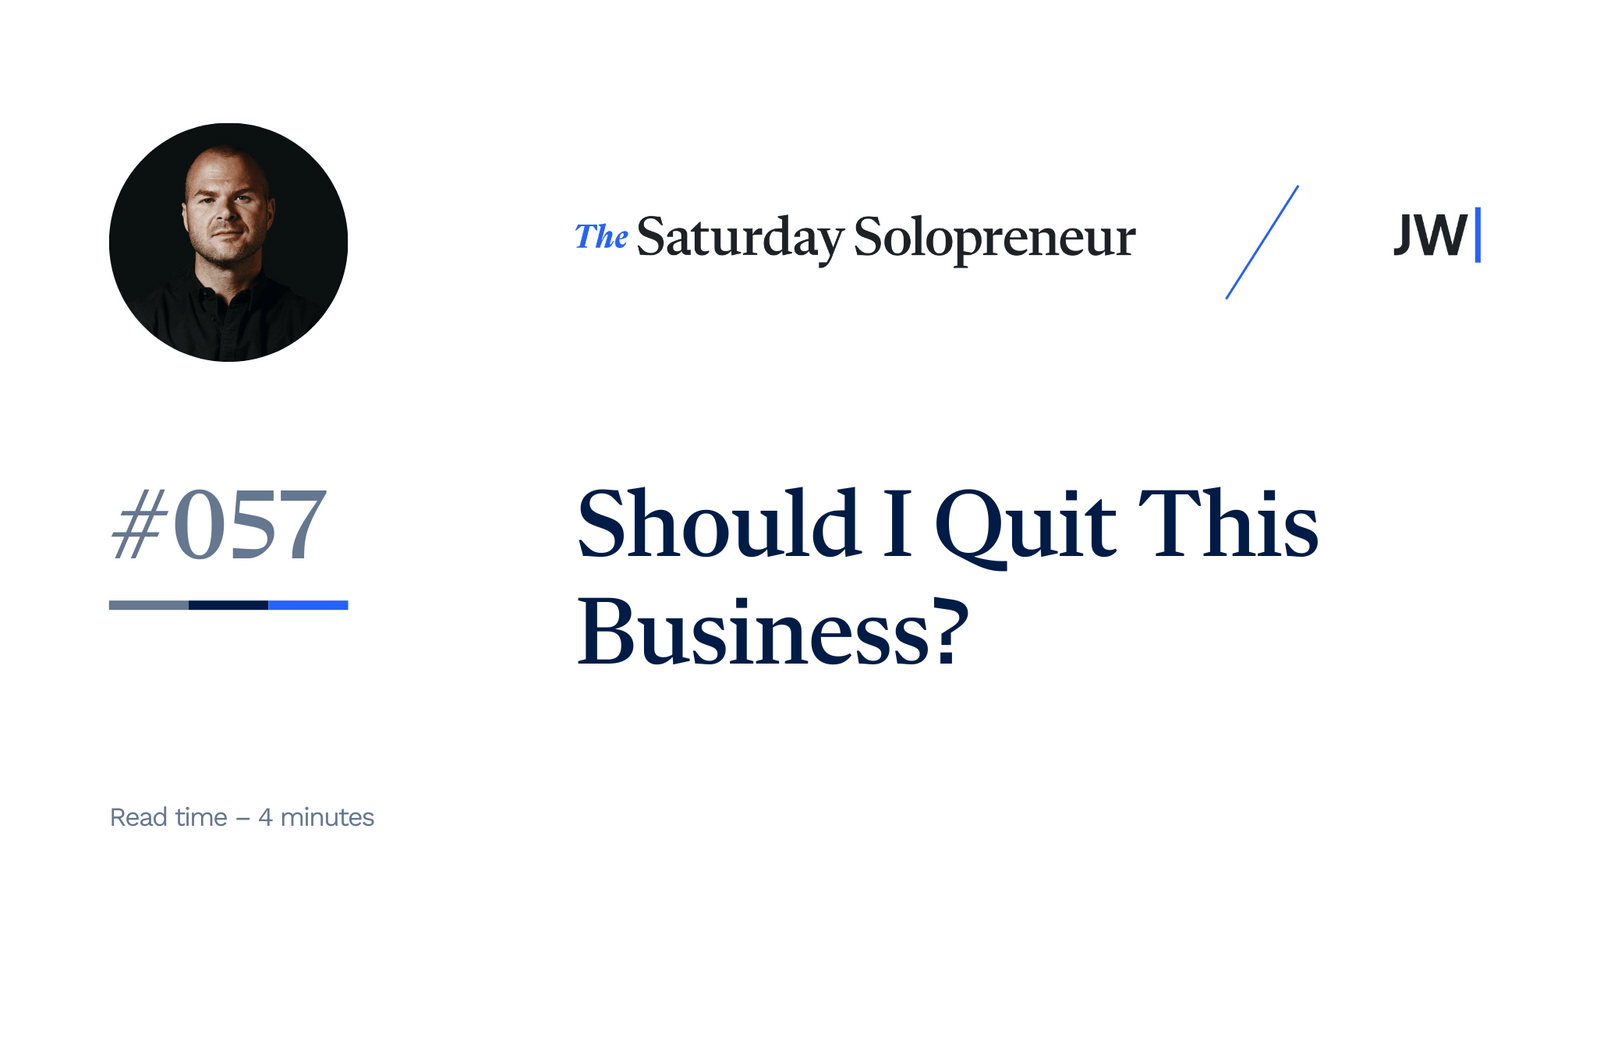 The Saturday Solopreneur
JW|
#057
Should I Quit This
Business?
Read time – 4 minutes